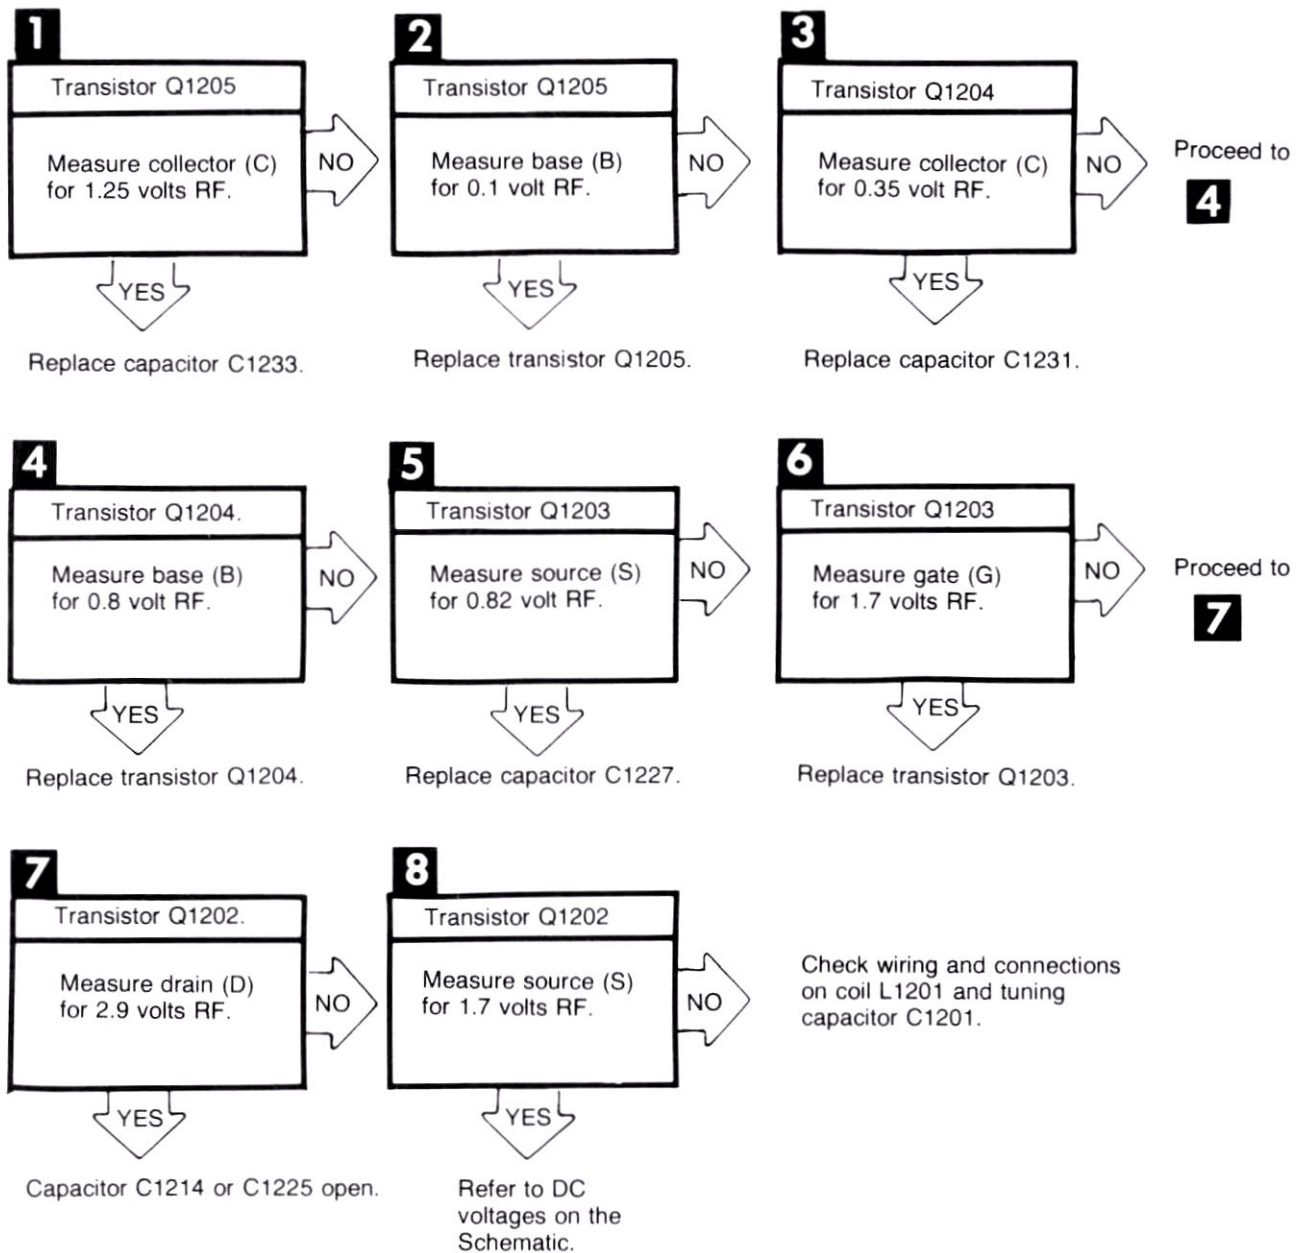 1
Transistor Q1205
Measure collector (C)
for 1.25 volts RF.
NO
YES
Replace capacitor C1233.
2
Transistor Q1205
Measure base (B)
for 0.1 volt RF.
NO
YES
Replace transistor Q1205.
3
Transistor Q1204
Measure collector (C)
for 0.35 volt RF.
NO
Proceed to
4
YES
Replace capacitor C1231.
4
Transistor Q1204.
Measure base (B)
for 0.8 volt RF.
NO
YES
Replace transistor Q1204.
5
Transistor Q1203
Measure source (S)
for 0.82 volt RF.
NO
YES
Replace capacitor C1227.
6
Transistor Q1203
Measure gate (G)
for 1.7 volts RF.
NO
Proceed to
7
YES
Replace transistor Q1203.
7
Transistor Q1202.
Measure drain (D)
for 2.9 volts RF.
NO
YES
Capacitor C1214 or C1225 open.
8
Transistor Q1202
Measure source (S)
for 1.7 volts RF.
NO
Check wiring and connections
on coil L1201 and tuning
capacitor C1201.
YES
Refer to DC
voltages on the
Schematic.